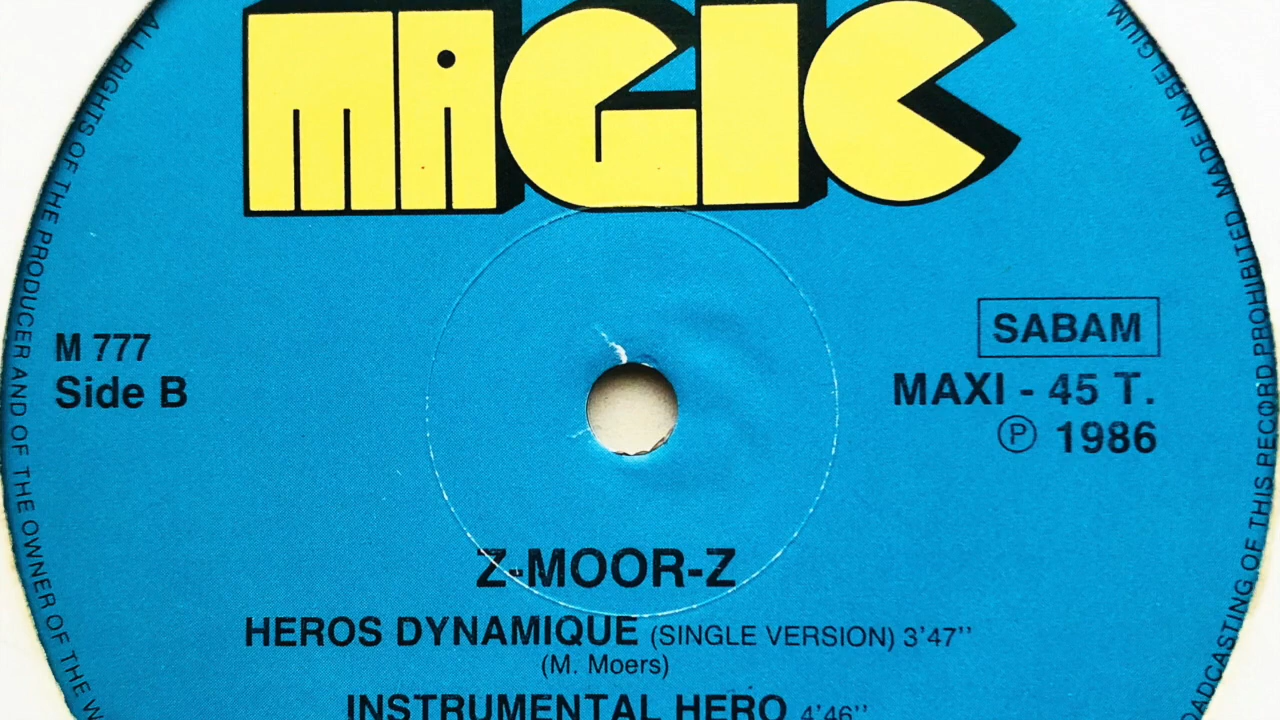 MAGIC
ALL RIGHTS OF THE PRODUCER AND OF THE OWNER OF THE
M 777
Side B
SABAM
MAXI - 45 T.
Ⓟ 1986
Z-MOOR-Z
HEROS DYNAMIQUE (SINGLE VERSION) 3'47''
(M. Moers)
INSTRUMENTAL HERO 4'46''
BROADCASTING OF THIS RECORD PROHIBITED. MADE IN BELGIUM